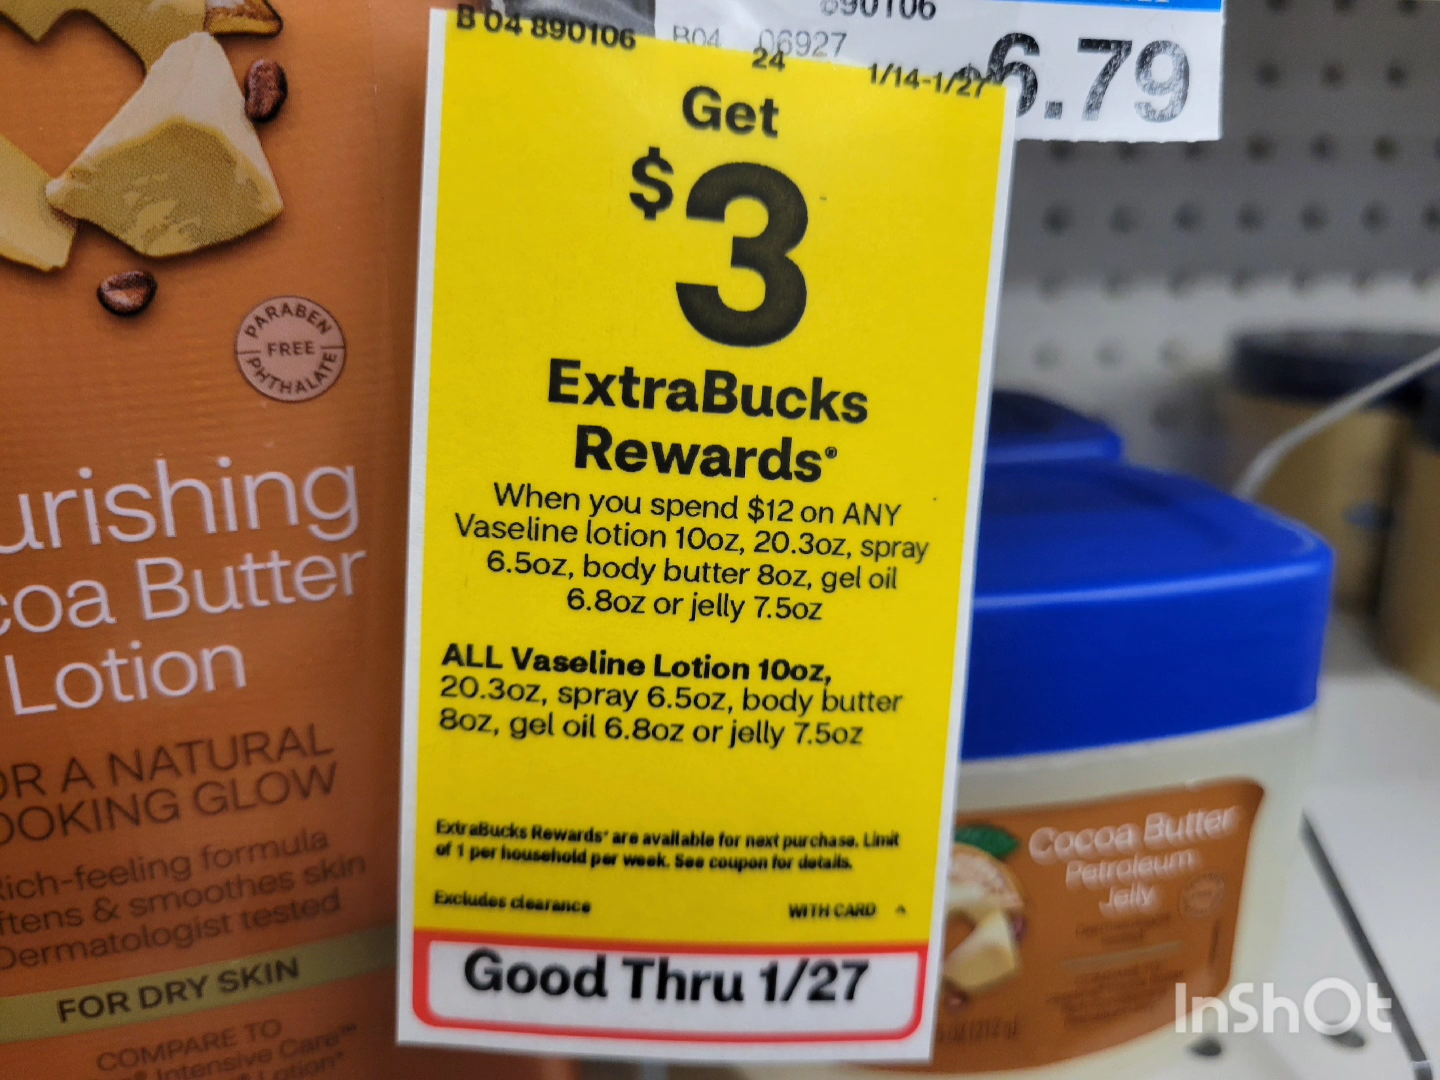 890106
B04 890106
B04 06927
24
1/14-1/27
6.79
Get
$3
ExtraBucks
Rewards®
When you spend $12 on ANY
Vaseline lotion 10oz, 20.3oz, spray
6.5oz, body butter 8oz, gel oil
6.8oz or jelly 7.5oz
ALL Vaseline Lotion 10oz,
20.3oz, spray 6.5oz, body butter
8oz, gel oil 6.8oz or jelly 7.5oz
ExtraBucks Rewards® are available for next purchase. Limit
of 1 per household per week. See coupon for details.
Excludes clearance
WITH CARD
Good Thru 1/27
PARABEN
FREE
PHTHALATE
urishing
coa Butter
Lotion
OR A NATURAL
OOKING GLOW
ich-feeling formula
ftens & smoothes skin
Dermatologist tested
FOR DRY SKIN
COMPARE TO
Intensive Care™
Lotion*
Cocoa Butter
Petroleum
Jelly
InShOt